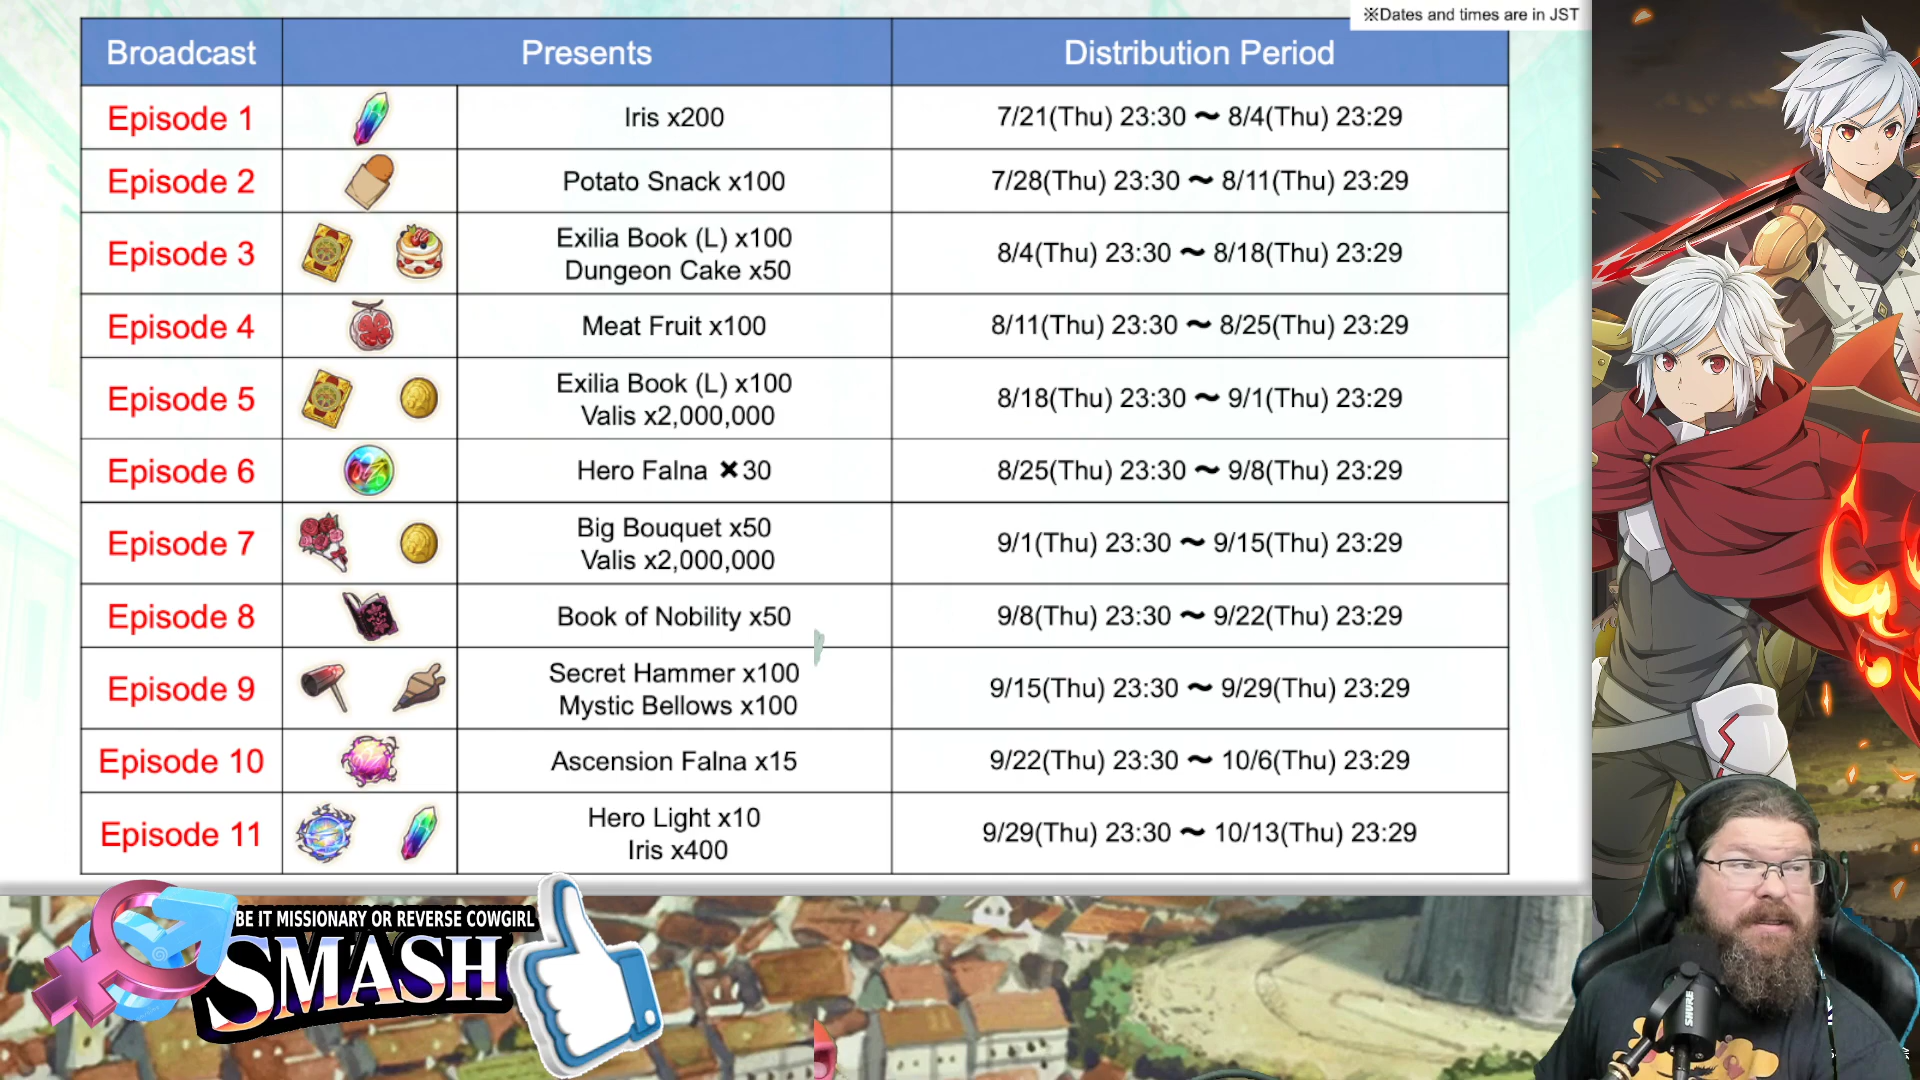 ※Dates and times are in JST
Broadcast Presents Distribution Period
Episode 1 Iris x200 7/21(Thu) 23:30 〜 8/4(Thu) 23:29
Episode 2 Potato Snack x100 7/28(Thu) 23:30 〜 8/11(Thu) 23:29
Episode 3 Exilia Book (L) x100
Dungeon Cake x50 8/4(Thu) 23:30 〜 8/18(Thu) 23:29
Episode 4 Meat Fruit x100 8/11(Thu) 23:30 〜 8/25(Thu) 23:29
Episode 5 Exilia Book (L) x100
Valis x2,000,000 8/18(Thu) 23:30 〜 9/1(Thu) 23:29
Episode 6 Hero Falna ✖30 8/25(Thu) 23:30 〜 9/8(Thu) 23:29
Episode 7 Big Bouquet x50
Valis x2,000,000 9/1(Thu) 23:30 〜 9/15(Thu) 23:29
Episode 8 Book of Nobility x50 9/8(Thu) 23:30 〜 9/22(Thu) 23:29
Episode 9 Secret Hammer x100
Mystic Bellows x100 9/15(Thu) 23:30 〜 9/29(Thu) 23:29
Episode 10 Ascension Falna x15 9/22(Thu) 23:30 〜 10/6(Thu) 23:29
Episode 11 Hero Light x10
Iris x400 9/29(Thu) 23:30 〜 10/13(Thu) 23:29
BE IT MISSIONARY OR REVERSE COWGIRL
SMASH
SHURE